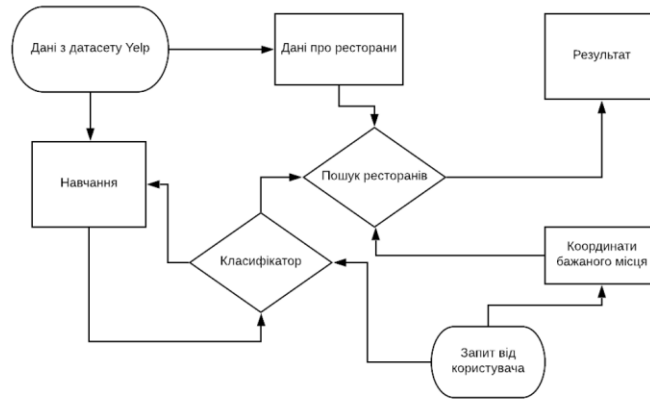 Дані з датасету Yelp
Дані про ресторани
Результат
Навчання
Пошук ресторанів
Класифікатор
Координати
бажаного місця
Запит від
користувача